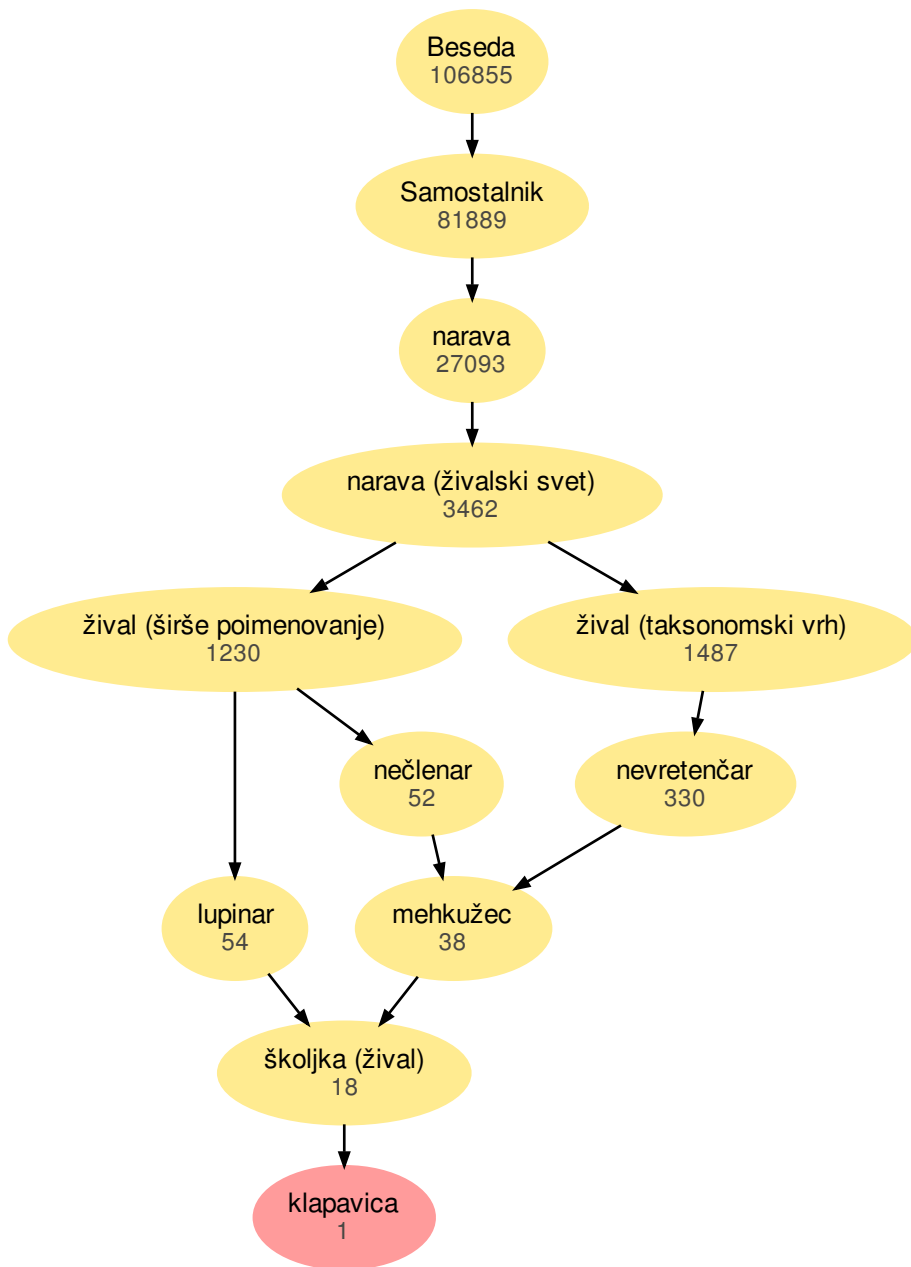 Beseda
106855
Samostalnik
81889
narava
27093
narava (živalski svet)
3462
žival (širše poimenovanje)
1230
žival (taksonomski vrh)
1487
nečlenar
52
nevretenčar
330
lupinar
54
mehkužec
38
školjka (žival)
18
klapavica
1